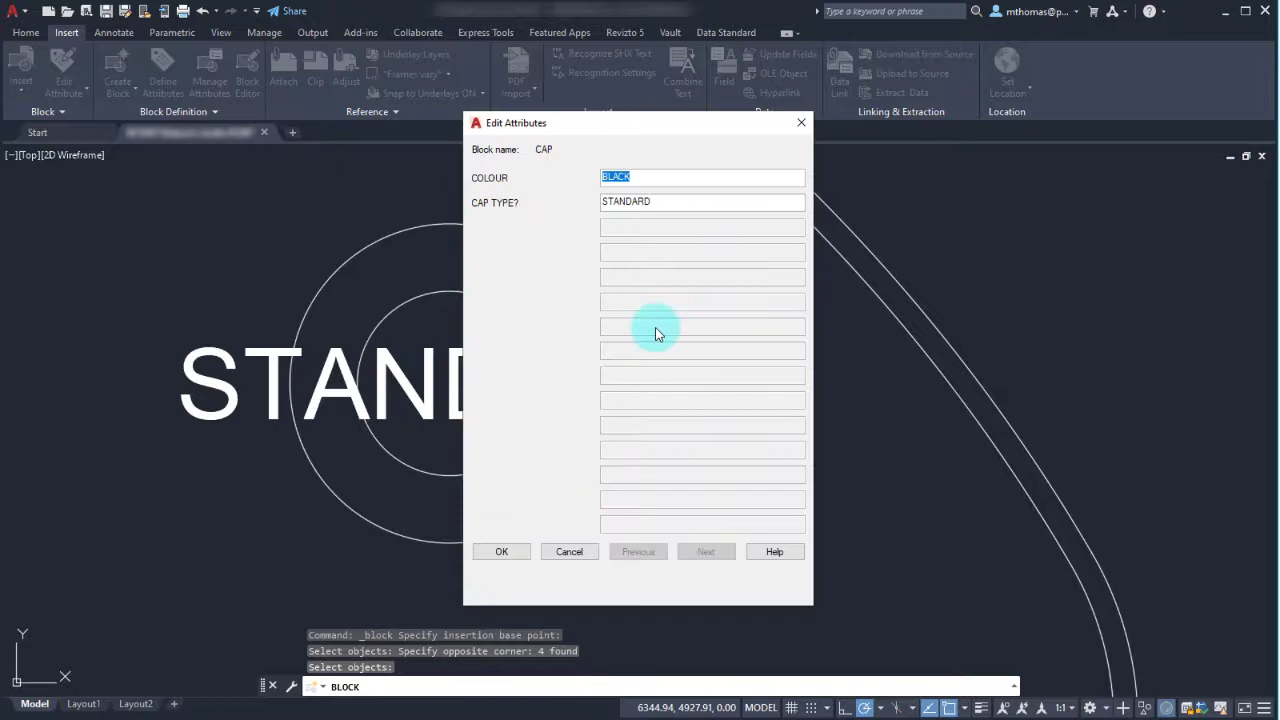 Share
Type a keyword or phrase
mthomas@p...
Home Insert Annotate Parametric View Manage Output Add-ins Collaborate Express Tools Featured Apps Revizto 5 Vault Data Standard
Insert
Edit Attribute
Create Block
Define Attributes
Manage Attributes
Block Editor
Attach
Clip
Adjust
Underlay Layers
*Frames vary*
Snap to Underlays ON
PDF Import
Recognize SHX Text
Recognition Settings
Combine Text
Field
Update Fields
OLE Object
Hyperlink
Data Link
Download from Source
Upload to Source
Extract Data
Set Location
Block
Block Definition
Reference
Linking & Extraction
Location
Start
[−][Top][2D Wireframe]
Edit Attributes
Block name: CAP
COLOUR BLACK
CAP TYPE? STANDARD
STAND
OK Cancel Previous Next Help
Command: _block Specify insertion base point:
Select objects: Specify opposite corner: 4 found
Select objects:
BLOCK
Y
X
Model Layout1 Layout2
6344.94, 4927.91, 0.00 MODEL
1:1